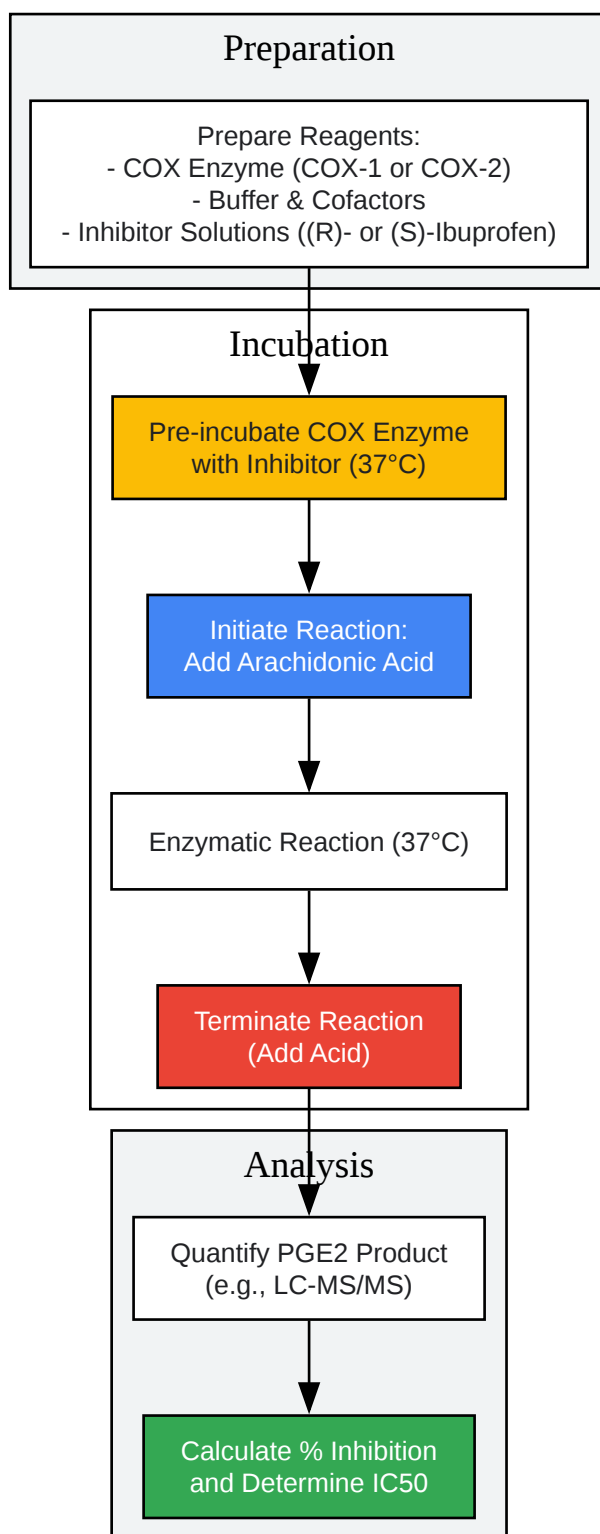 Preparation
Prepare Reagents:
- COX Enzyme (COX-1 or COX-2)
- Buffer & Cofactors
- Inhibitor Solutions ((R)- or (S)-Ibuprofen)
Incubation
Pre-incubate COX Enzyme
with Inhibitor (37°C)
Initiate Reaction:
Add Arachidonic Acid
Enzymatic Reaction (37°C)
Terminate Reaction
(Add Acid)
Analysis
Quantify PGE2 Product
(e.g., LC-MS/MS)
Calculate % Inhibition
and Determine IC50